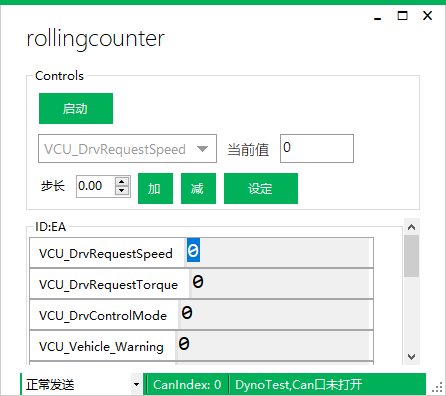 rollingcounter
Controls
启动
VCU_DrvRequestSpeed 当前值 0
步长 0.00 加 减 设定
ID:EA
VCU_DrvRequestSpeed 0
VCU_DrvRequestTorque 0
VCU_DrvControlMode 0
VCU_Vehicle_Warning 0
正常发送 CanIndex: 0 DynoTest,Can口未打开